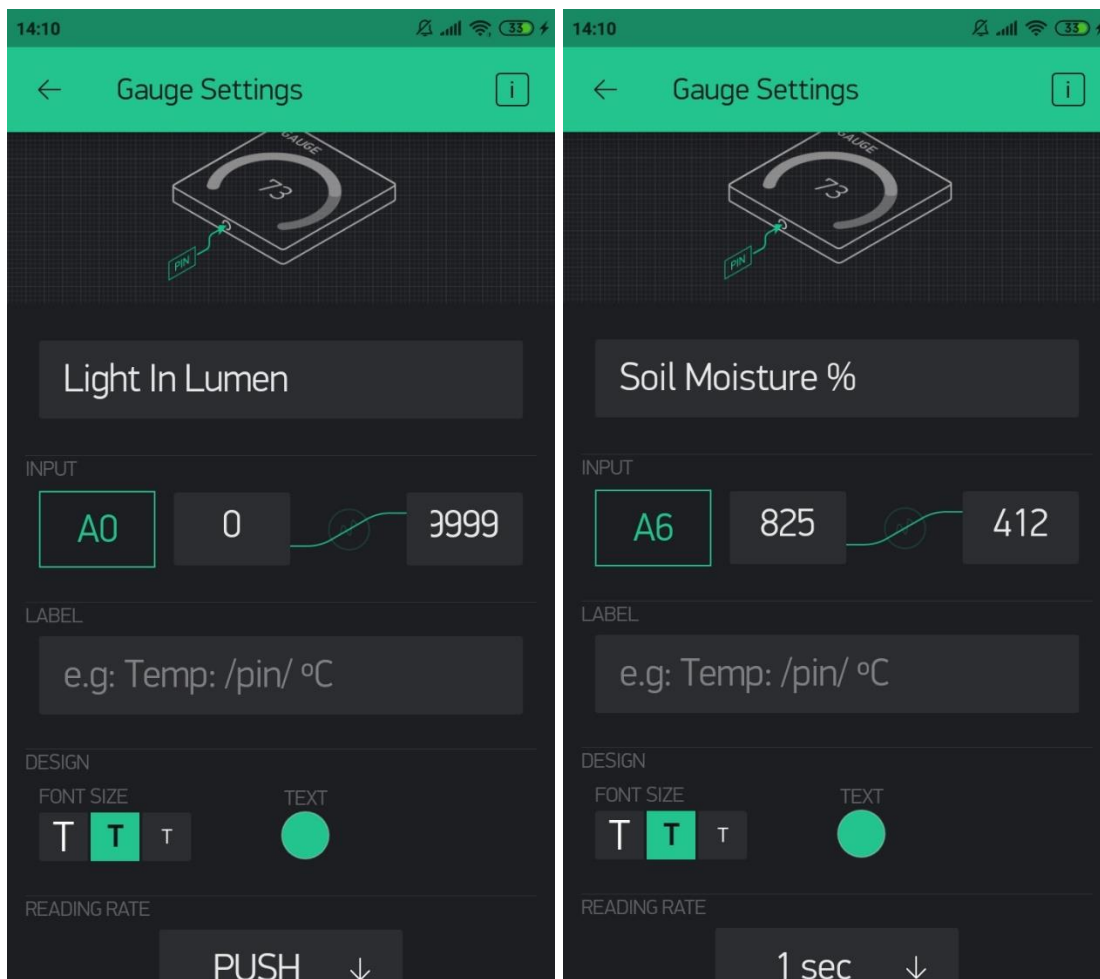 14:10
33
Gauge Settings
i
GAUGE
73
PIN
Light In Lumen
INPUT
A0
0
9999
LABEL
e.g: Temp: /pin/ ºC
DESIGN
FONT SIZE
TEXT
T T T
READING RATE
PUSH
14:10
33
Gauge Settings
i
GAUGE
73
PIN
Soil Moisture %
INPUT
A6
825
412
LABEL
e.g: Temp: /pin/ ºC
DESIGN
FONT SIZE
TEXT
T T T
READING RATE
1 sec